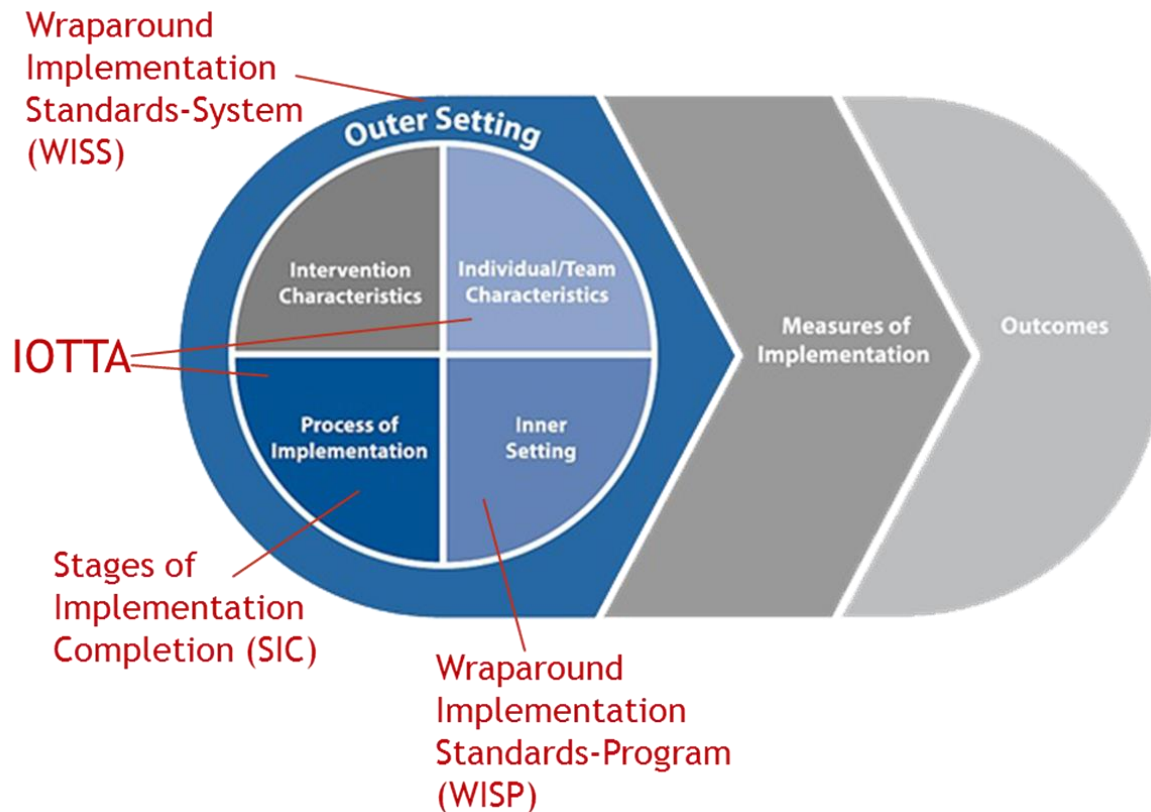 Wraparound
Implementation
Standards-System
(WISS)
Outer Setting
Intervention
Characteristics
Individual/Team
Characteristics
IOTTA
Process of
Implementation
Inner
Setting
Measures of
Implementation
Outcomes
Stages of
Implementation
Completion (SIC)
Wraparound
Implementation
Standards-Program
(WISP)